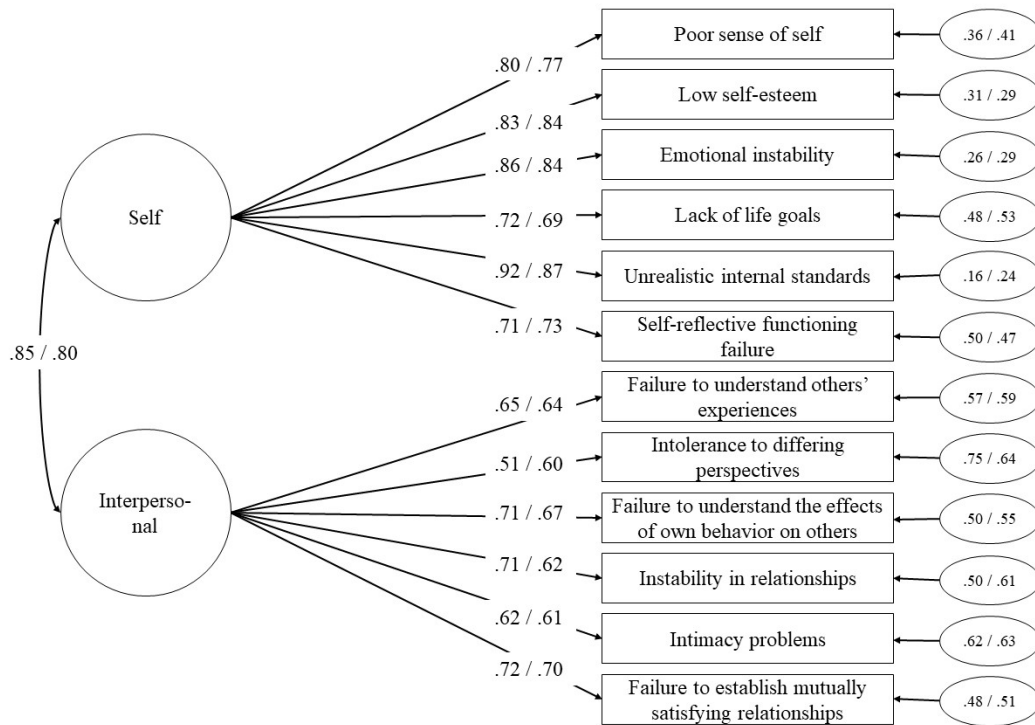 Poor sense of self
.36 / .41
.80 / .77
Low self-esteem
.31 / .29
.83 / .84
Emotional instability
.26 / .29
.86 / .84
Self
Lack of life goals
.48 / .53
.72 / .69
Unrealistic internal standards
.16 / .24
.92 / .87
Self-reflective functioning
failure
.50 / .47
.71 / .73
.85 / .80
Failure to understand others’
experiences
.57 / .59
.65 / .64
Intolerance to differing
perspectives
.75 / .64
.51 / .60
Interperso-
nal
Failure to understand the effects
of own behavior on others
.50 / .55
.71 / .67
Instability in relationships
.50 / .61
.71 / .62
Intimacy problems
.62 / .63
.62 / .61
Failure to establish mutually
satisfying relationships
.48 / .51
.72 / .70